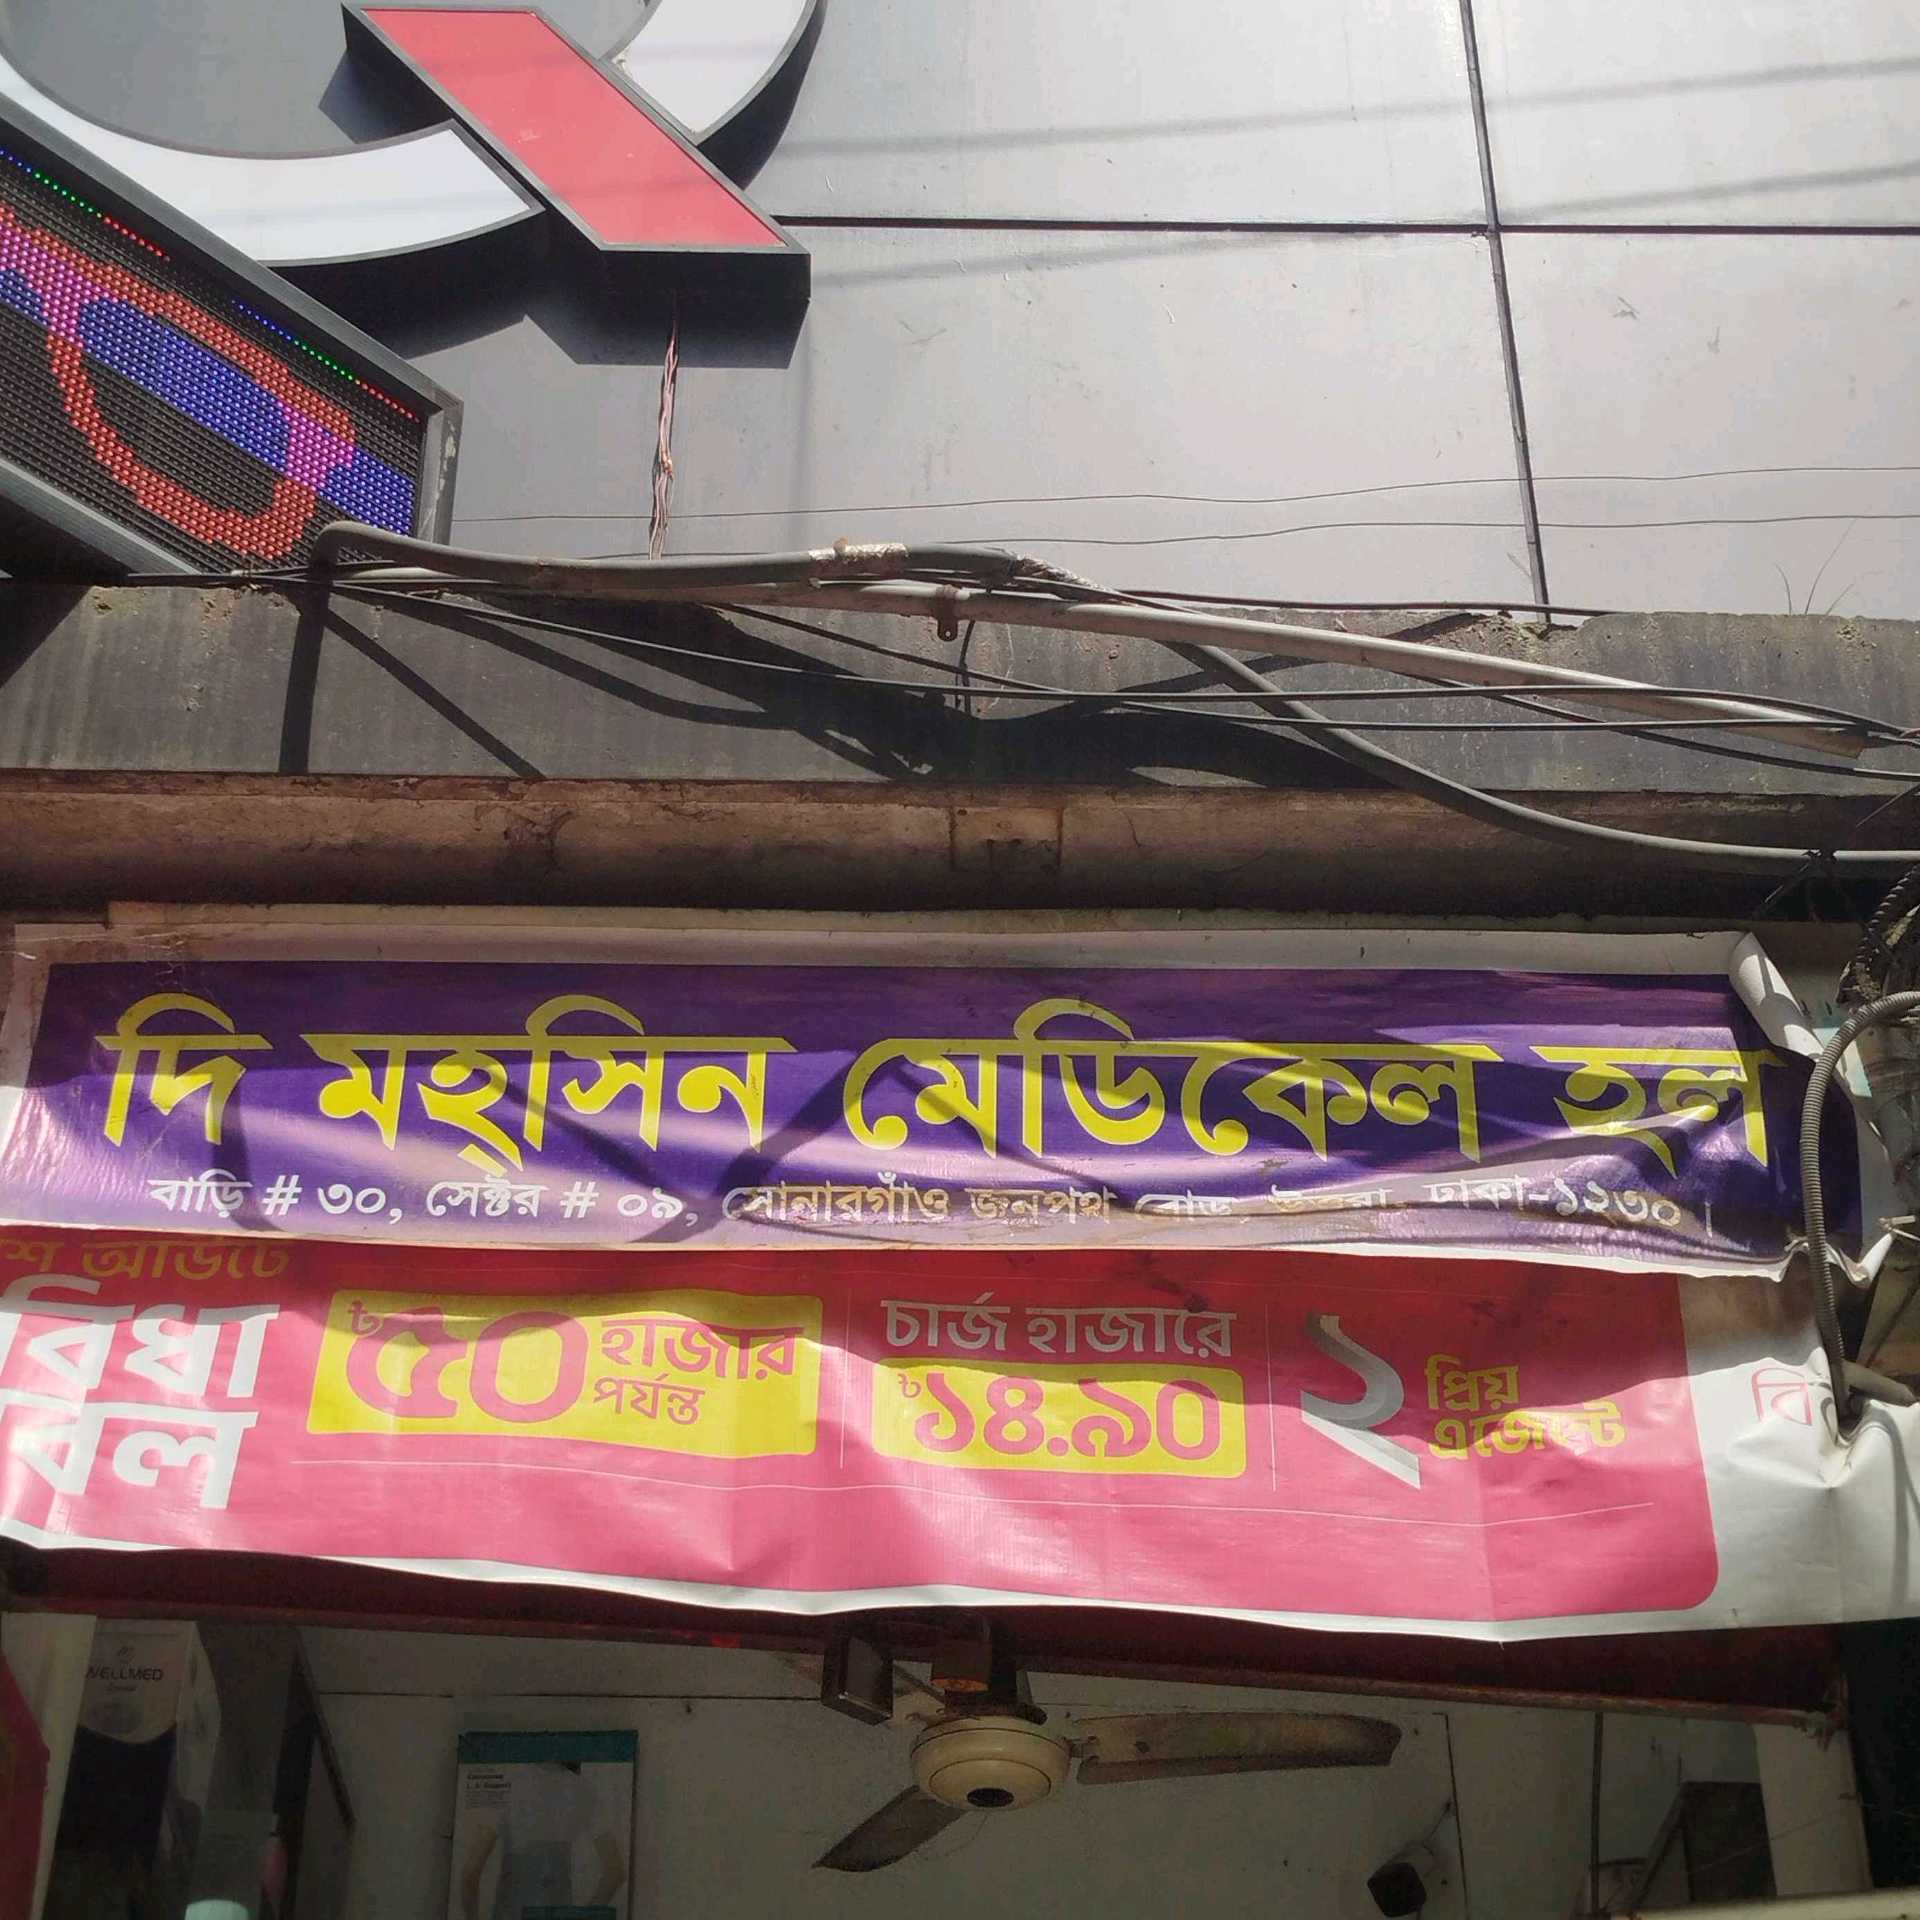 দি মহ্সিন মেডিকেল হল
বাড়ি # ৩০, সেক্টর # ০৯, সোনারগাঁও জনপথ রোড, উত্তরা, ঢাকা-১২৩০।
আউটে
৳৫০ হাজার পর্যন্ত
চার্জ হাজারে
৳১৪.৯০
২ প্রিয় এজেন্টে
WELLMED